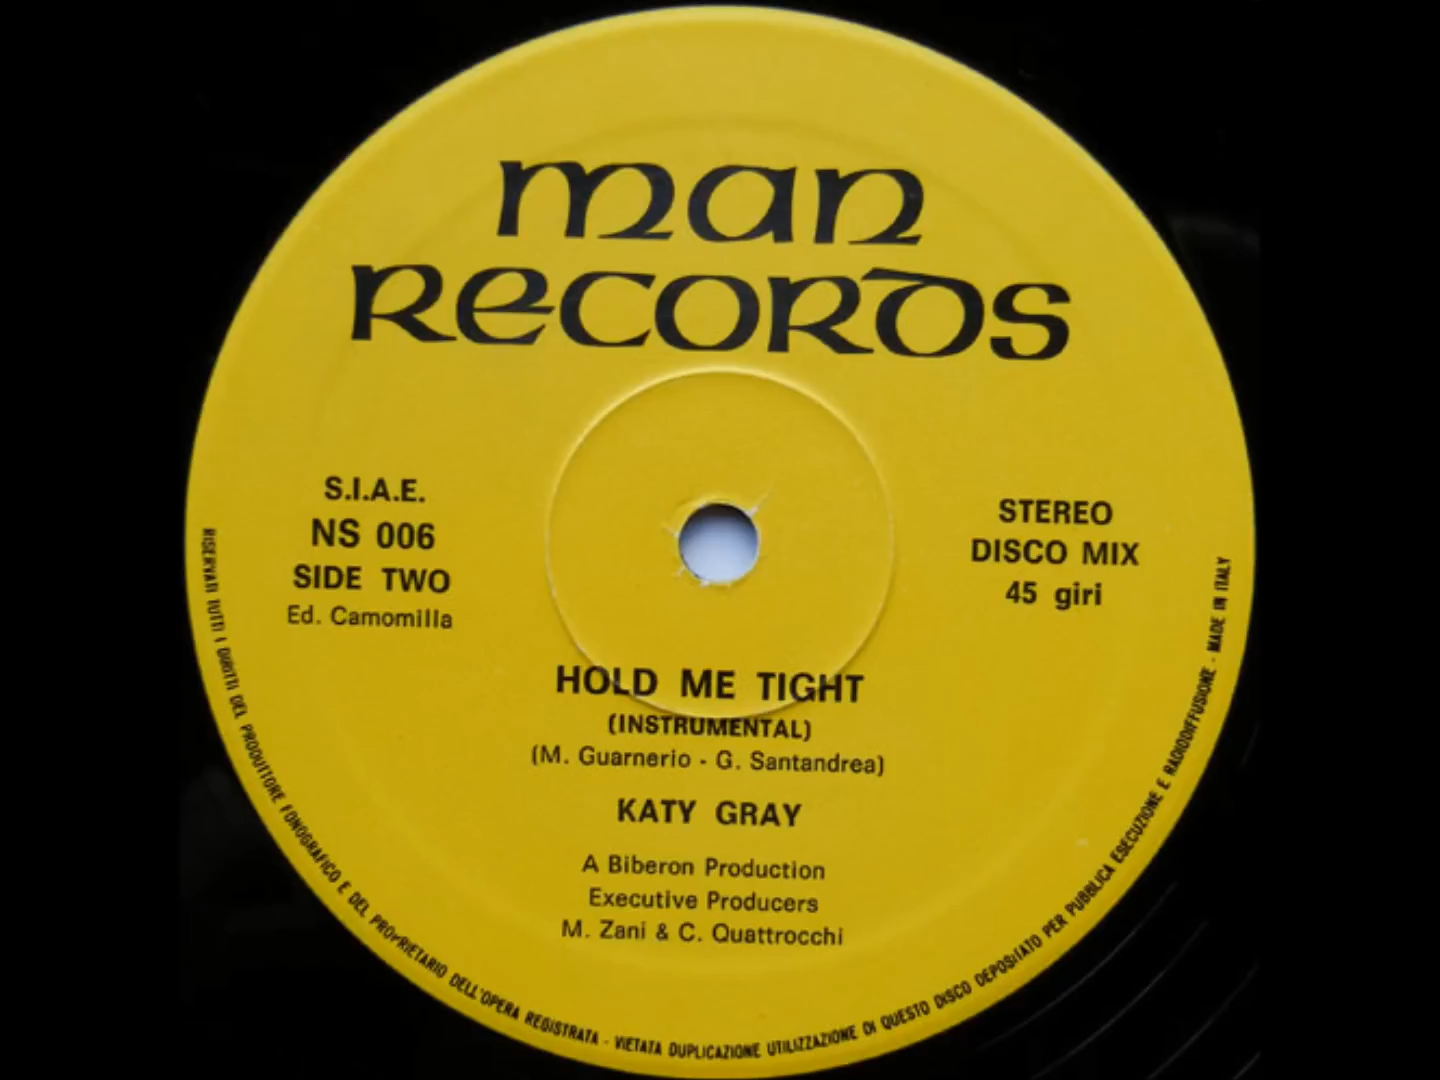 man
RECORDS
S.I.A.E.
NS 006
SIDE TWO
Ed. Camomilla
STEREO
DISCO MIX
45 giri
HOLD ME TIGHT
(INSTRUMENTAL)
(M. Guarnerio - G. Santandrea)
KATY GRAY
A Biberon Production
Executive Producers
M. Zani & C. Quattrocchi
RISERVATI TUTTI I DIRITTI DEL PRODUTTORE FONOGRAFICO E DEL PROPRIETARIO DELL'OPERA REGISTRATA - VIETATA DUPLICAZIONE UTILIZZAZIONE DI QUESTO DISCO DEPOSITATO PER PUBBLICA ESECUZIONE E RADIODIFFUSIONE - MADE IN ITALY